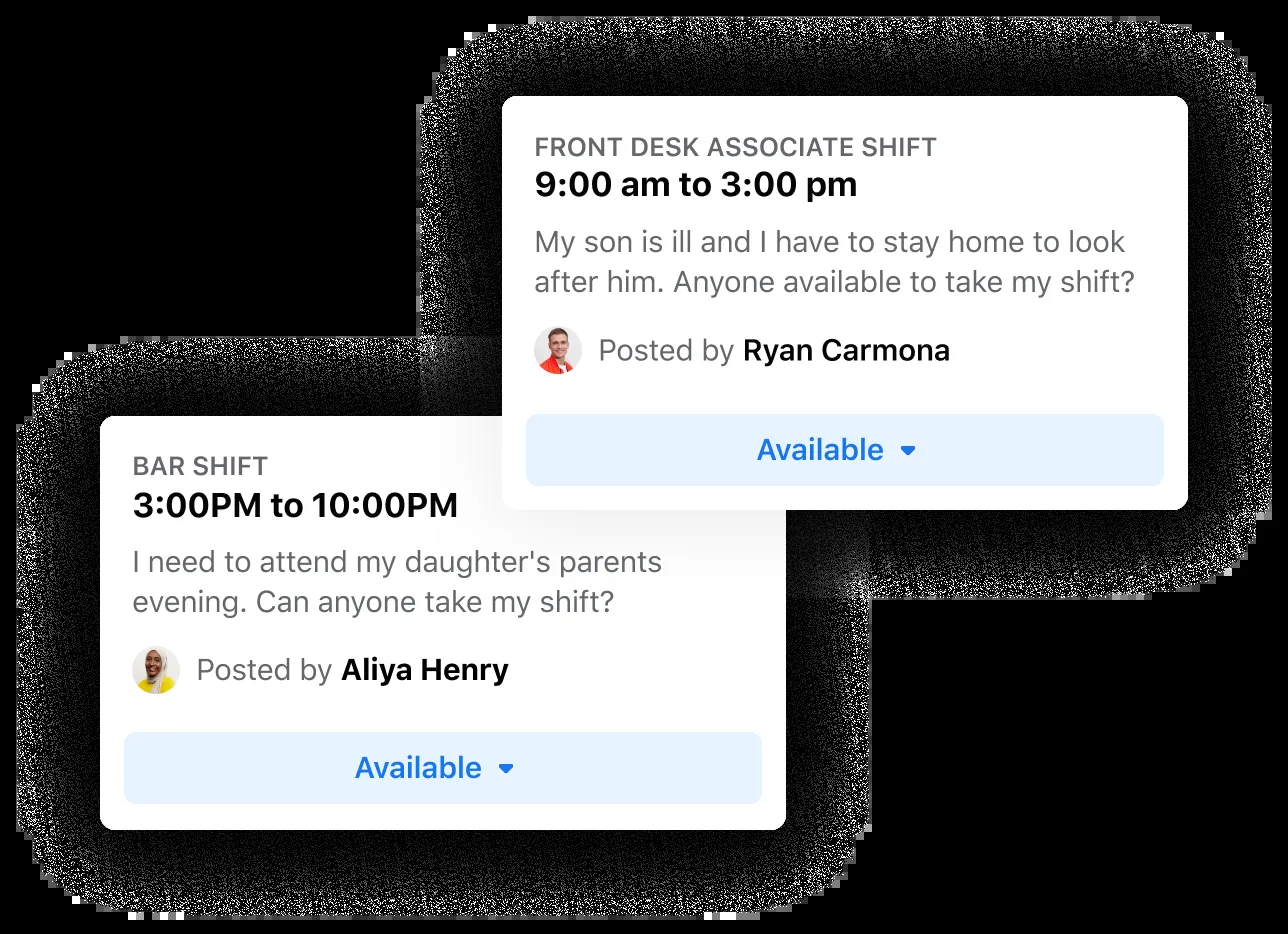 FRONT DESK ASSOCIATE SHIFT
9:00 am to 3:00 pm
My son is ill and I have to stay home to look
after him. Anyone available to take my shift?
Posted by Ryan Carmona
Available
BAR SHIFT
3:00PM to 10:00PM
I need to attend my daughter's parents
evening. Can anyone take my shift?
Posted by Aliya Henry
Available